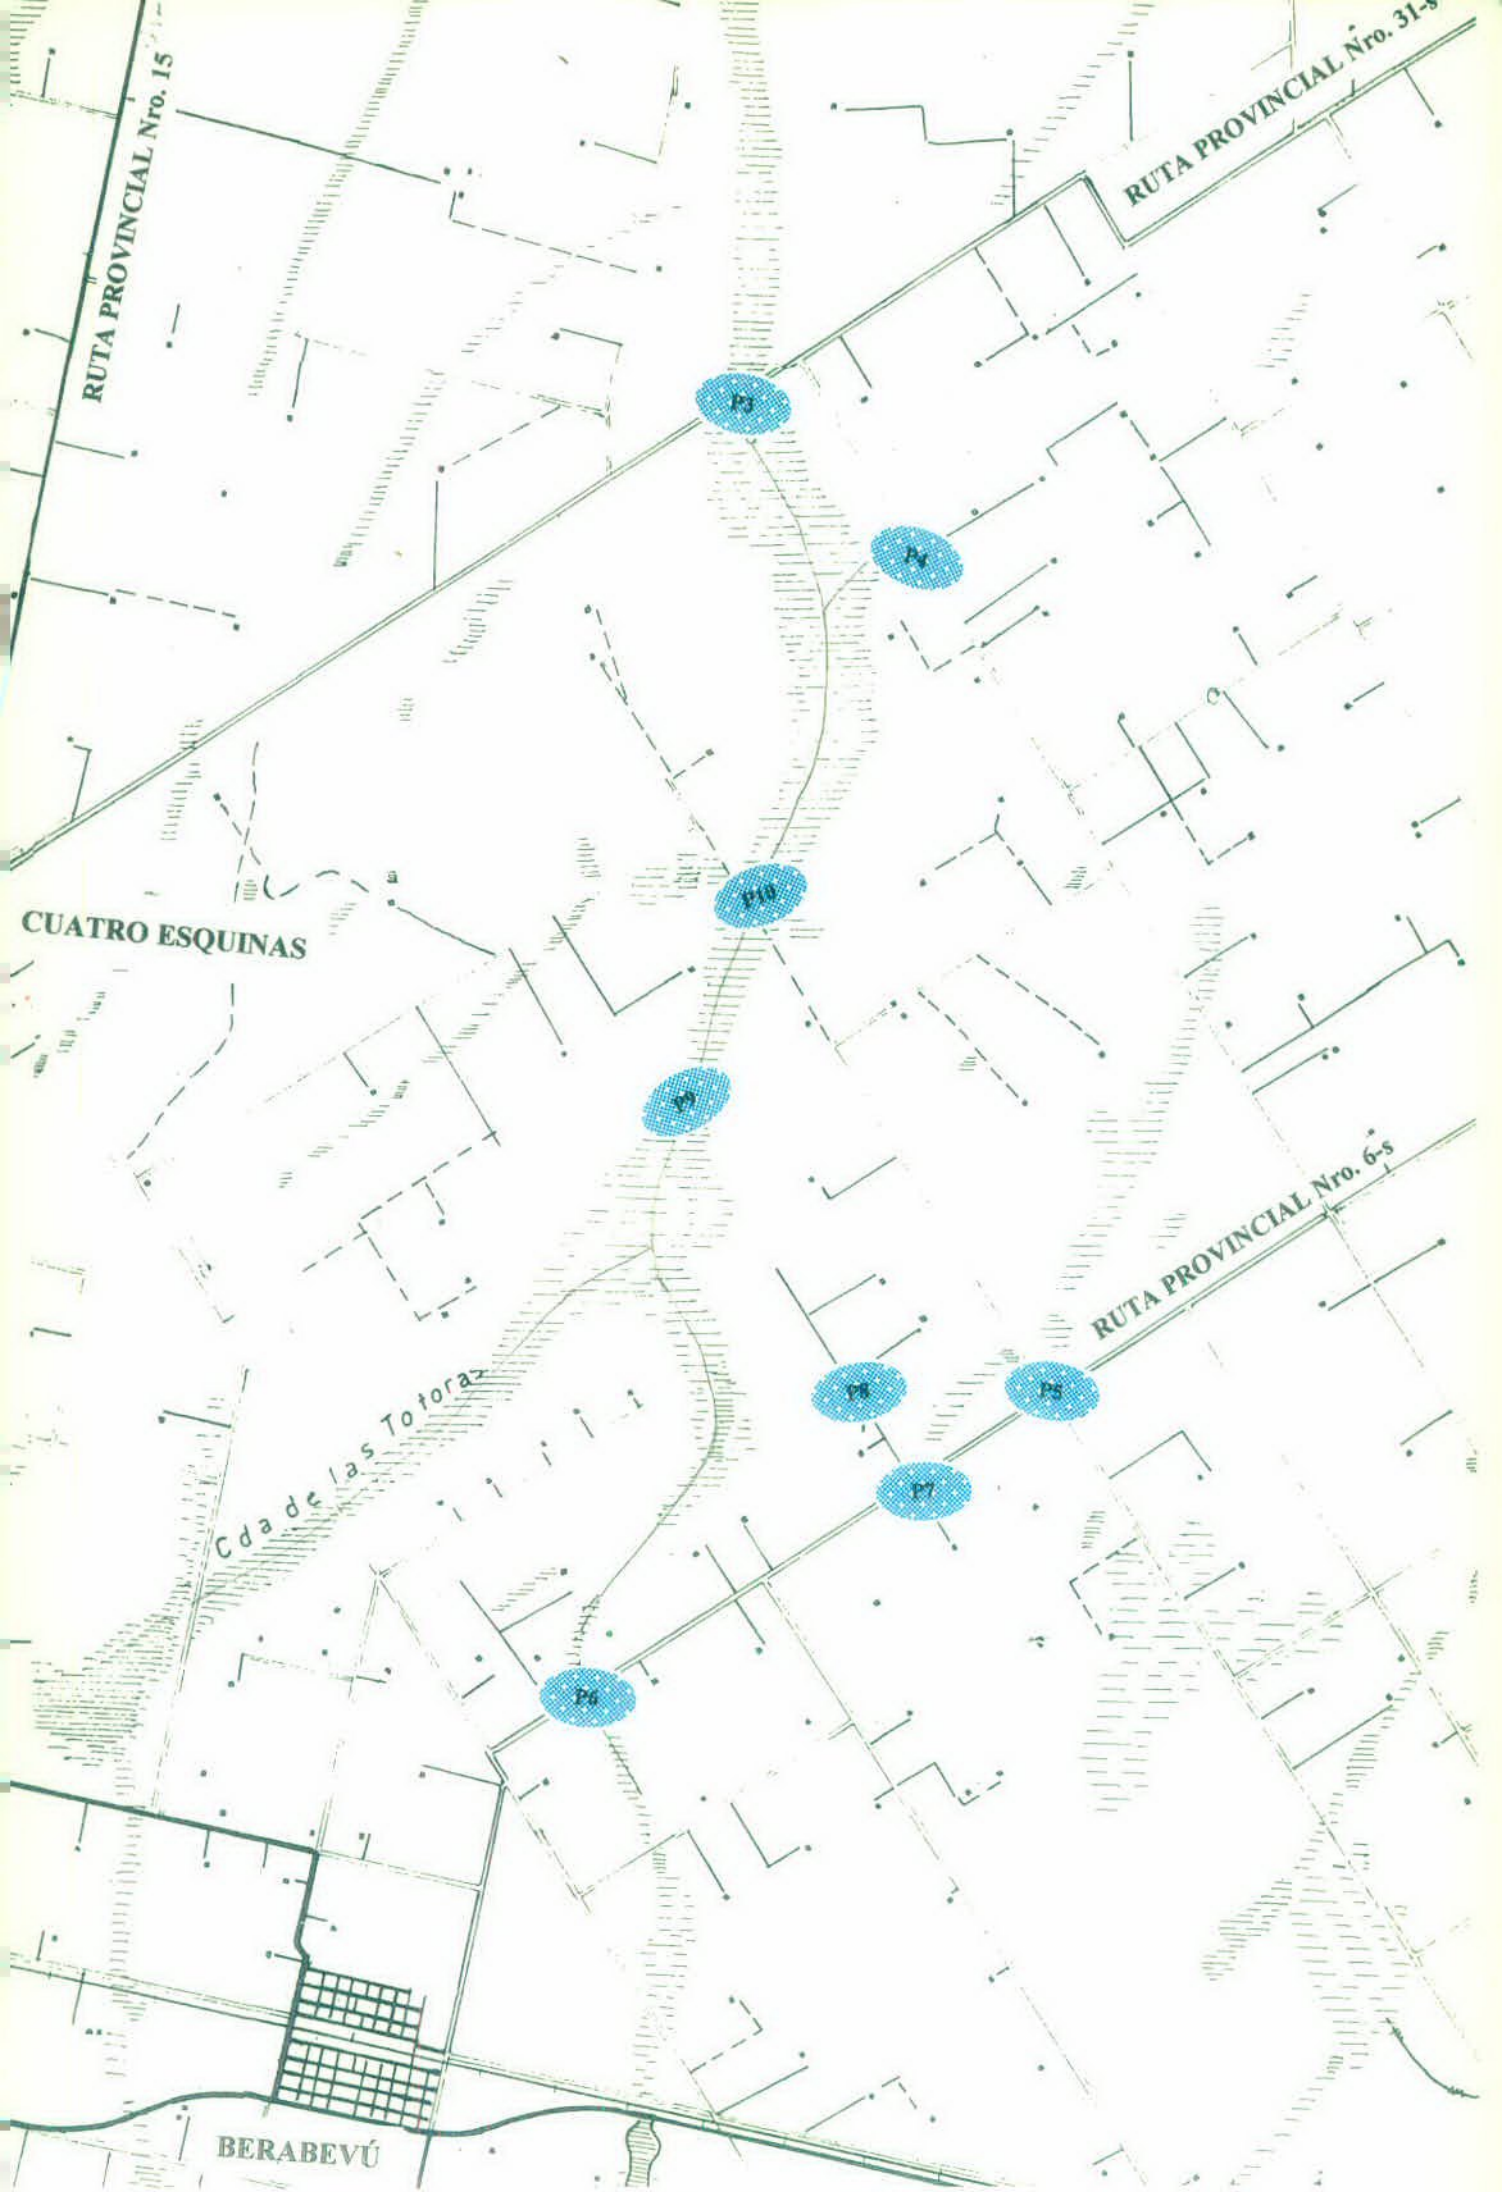 RUTA PROVINCIAL Nro. 15
RUTA PROVINCIAL Nro. 31-s
P3
P4
P10
CUATRO ESQUINAS
P9
RUTA PROVINCIAL Nro. 6-s
P8
P5
Cda de las Totoras
P7
P6
BERABEVÚ